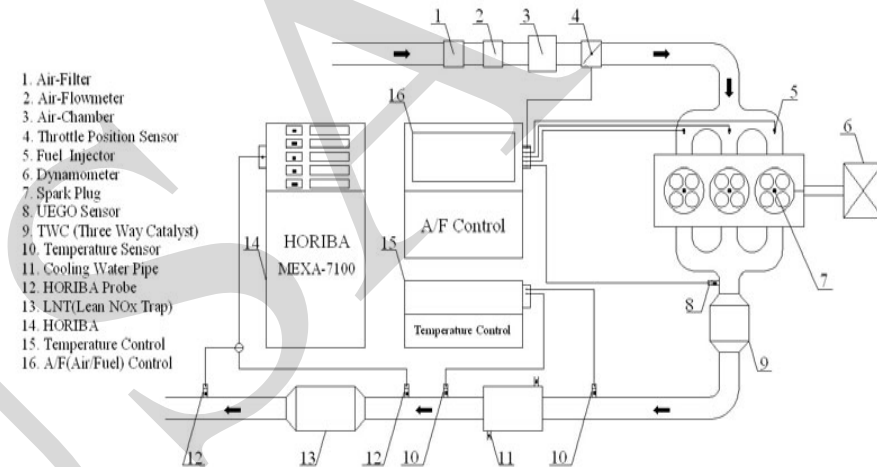 1. Air-Filter
2. Air-Flowmeter
3. Air-Chamber
4. Throttle Position Sensor
5. Fuel Injector
6. Dynamometer
7. Spark Plug
8. UEGO Sensor
9. TWC (Three Way Catalyst)
10. Temperature Sensor
11. Cooling Water Pipe
12. HORIBA Probe
13. LNT(Lean NOx Trap)
14. HORIBA
15. Temperature Control
16. A/F(Air/Fuel) Control
1
2
3
4
16
5
6
HORIBA
MEXA-7100
14
A/F Control
15
Temperature Control
7
8
9
12
13
12
10
11
10